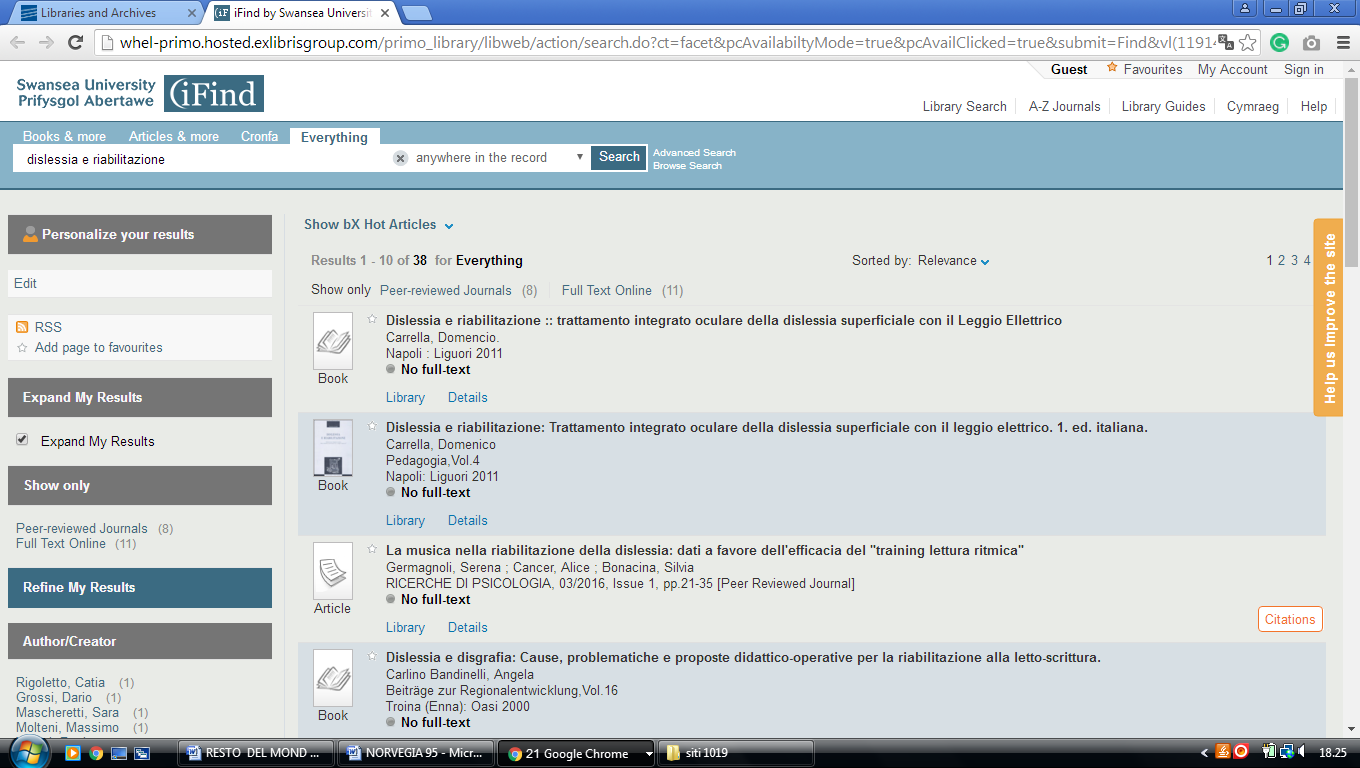 Libraries and Archives
iFind by Swansea Universit
whel-primo.hosted.exlibrisgroup.com/primo_library/libweb/action/search.do?ct=facet&pcAvailabiltyMode=true&pcAvailClicked=true&submit=Find&vl(11914
Guest Favourites My Account Sign in
Swansea University
Prifysgol Abertawe
iFind
Library Search A-Z Journals Library Guides Cymraeg Help
Books & more Articles & more Cronfa Everything
dislessia e riabilitazione anywhere in the record Search
Advanced Search
Browse Search
Personalize your results
Edit
RSS
Add page to favourites
Expand My Results
Expand My Results
Show only
Peer-reviewed Journals (8)
Full Text Online (11)
Refine My Results
Author/Creator
Rigoletto, Catia (1)
Grossi, Dario (1)
Mascheretti, Sara (1)
Molteni, Massimo (1)
Show bX Hot Articles
Results 1 - 10 of 38 for Everything
Sorted by: Relevance
1 2 3 4
Show only Peer-reviewed Journals (8) Full Text Online (11)
Dislessia e riabilitazione :: trattamento integrato oculare della dislessia superficiale con il Leggio Ellettrico
Carrella, Domencio.
Napoli : Liguori 2011
No full-text
Book
Library Details
Dislessia e riabilitazione: Trattamento integrato oculare della dislessia superficiale con il leggio elettrico. 1. ed. italiana.
Carrella, Domenico
Pedagogia,Vol.4
Napoli: Liguori 2011
Book
No full-text
Library Details
La musica nella riabilitazione della dislessia: dati a favore dell'efficacia del "training lettura ritmica"
Germagnoli, Serena ; Cancer, Alice ; Bonacina, Silvia
RICERCHE DI PSICOLOGIA, 03/2016, Issue 1, pp.21-35 [Peer Reviewed Journal]
No full-text
Article
Library Details
Citations
Dislessia e disgrafia: Cause, problematiche e proposte didattico-operative per la riabilitazione alla letto-scrittura.
Carlino Bandinelli, Angela
Beiträge zur Regionalentwicklung,Vol.16
Troina (Enna): Oasi 2000
Book
No full-text
Help us improve the site
RESTO DEL MOND ...
NORVEGIA 95 - Micr...
21 Google Chrome
siti 1019
18.25